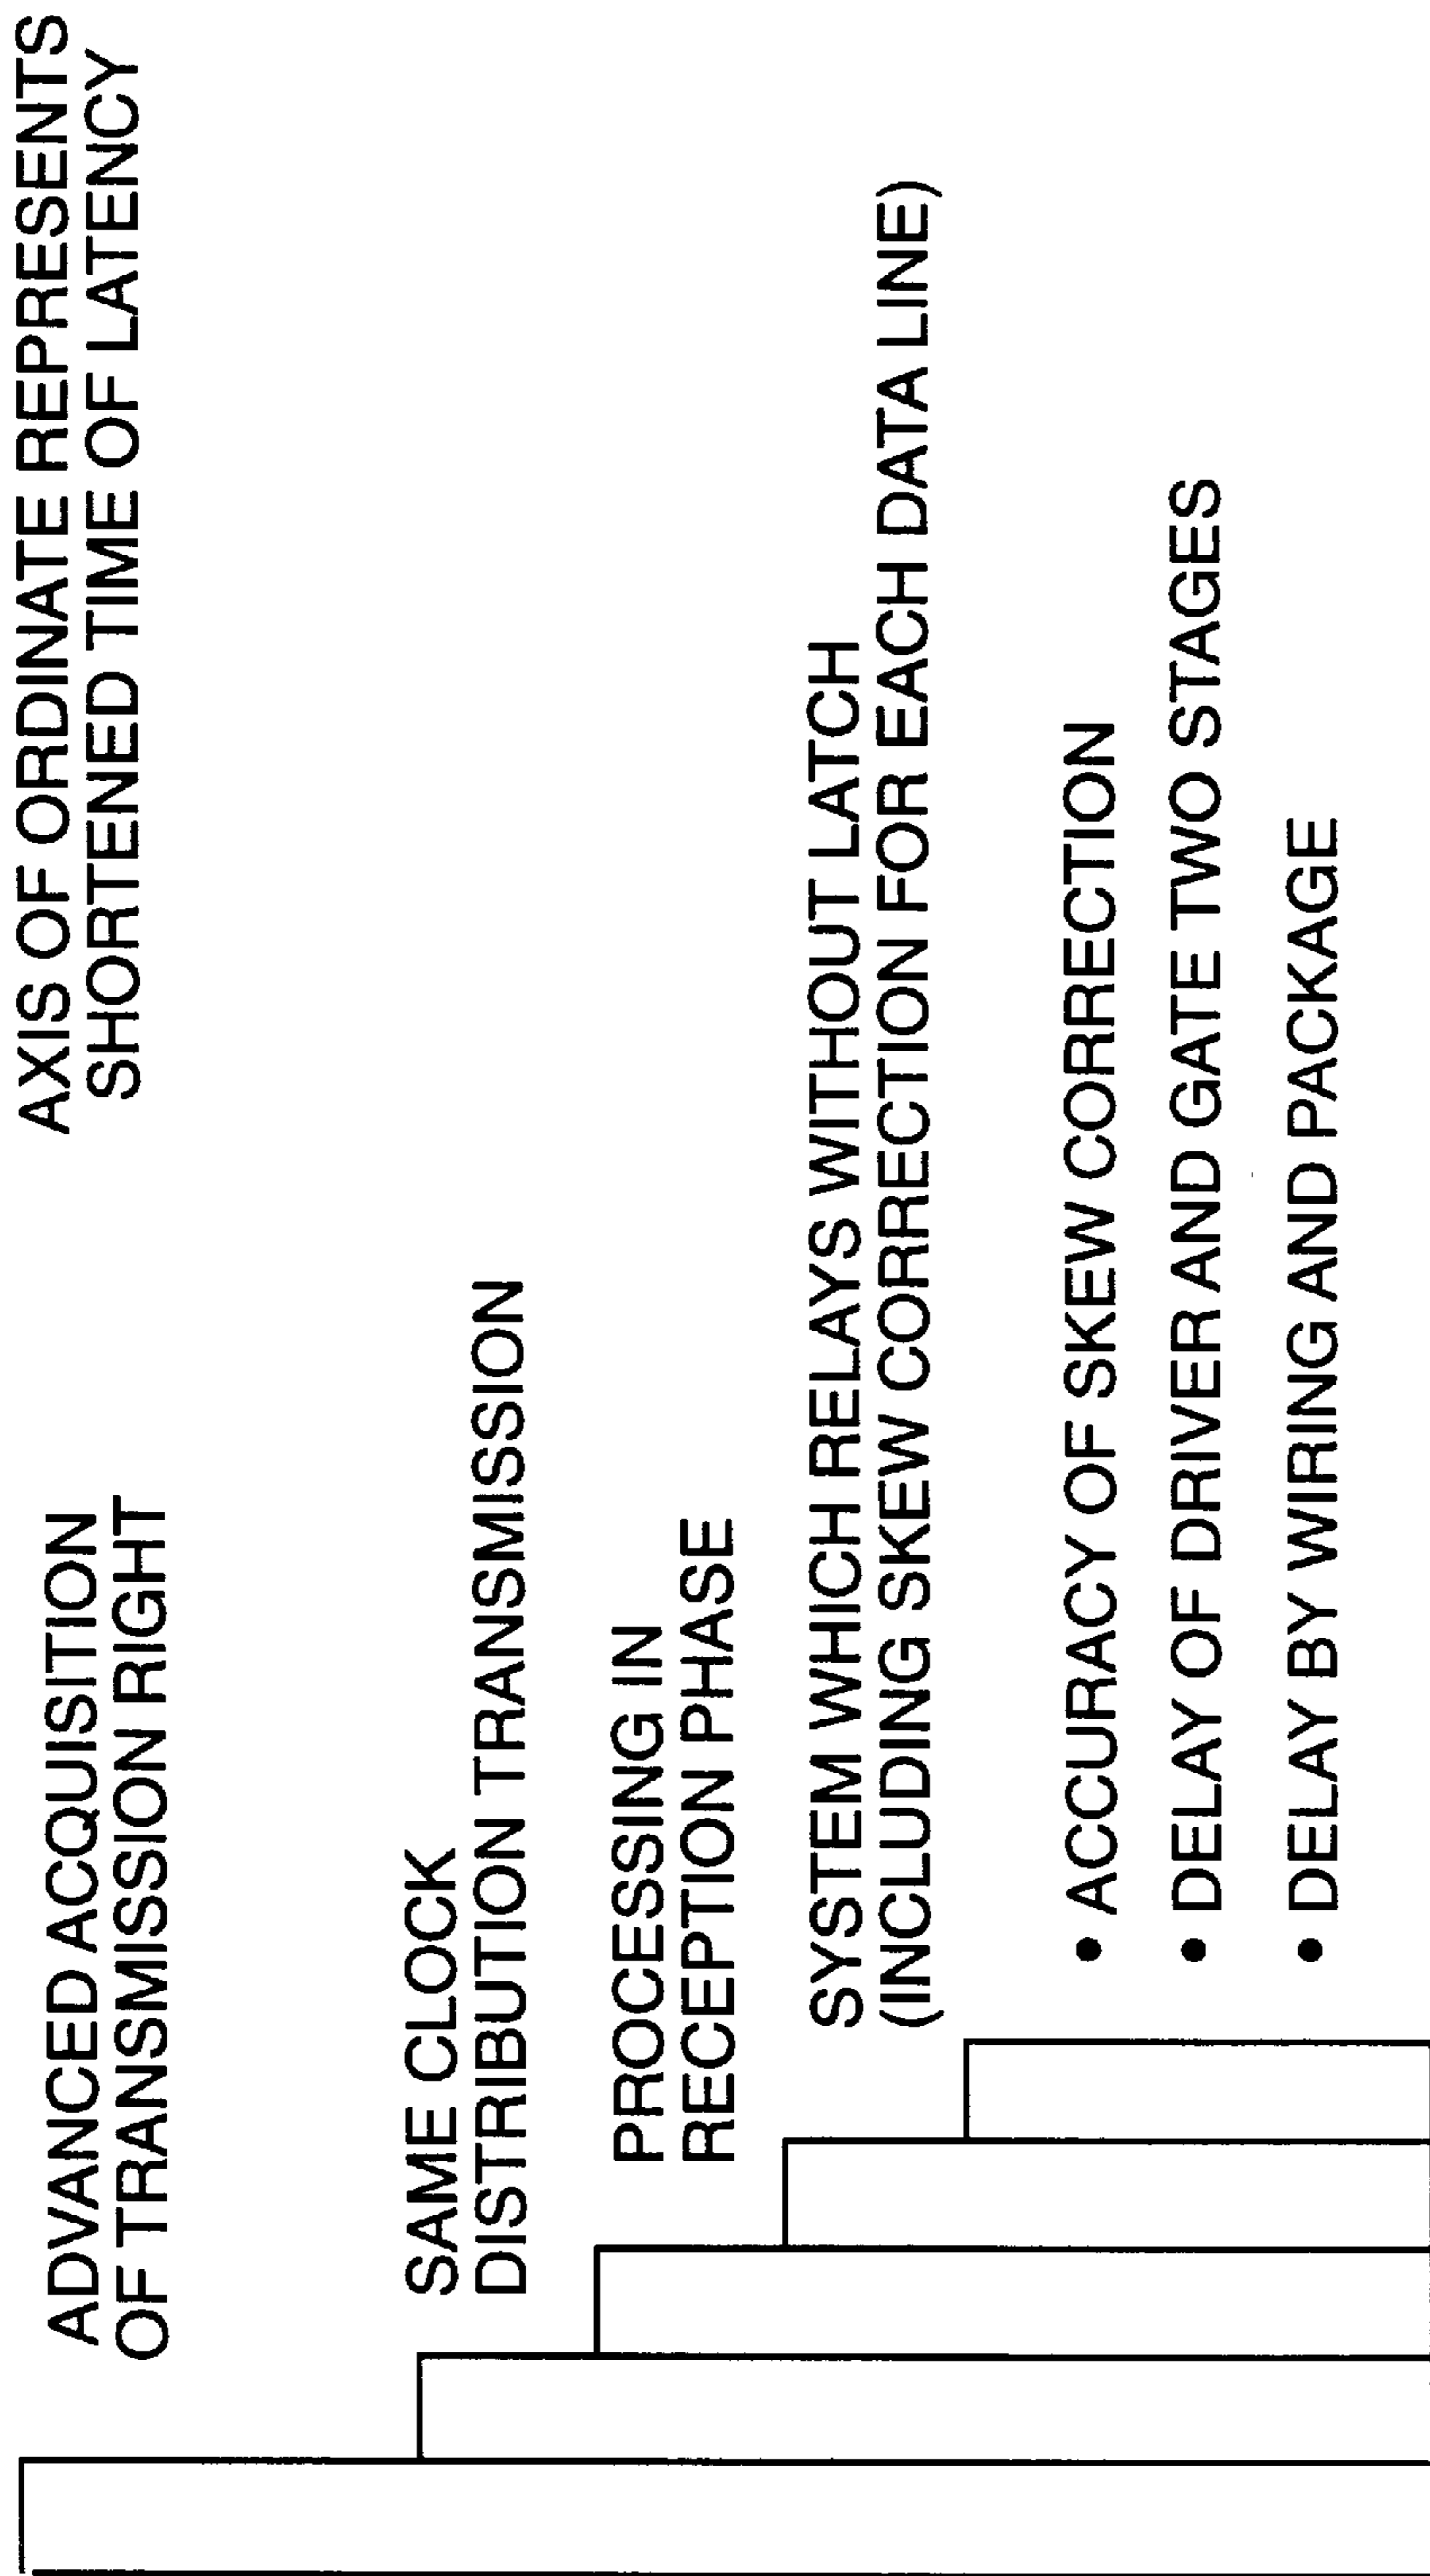 AXIS OF ORDINATE REPRESENTS
SHORTENED TIME OF LATENCY
ADVANCED ACQUISITION
OF TRANSMISSION RIGHT
SAME CLOCK
DISTRIBUTION TRANSMISSION
PROCESSING IN
RECEPTION PHASE
SYSTEM WHICH RELAYS WITHOUT LATCH
(INCLUDING SKEW CORRECTION FOR EACH DATA LINE)
• ACCURACY OF SKEW CORRECTION
• DELAY OF DRIVER AND GATE TWO STAGES
• DELAY BY WIRING AND PACKAGE